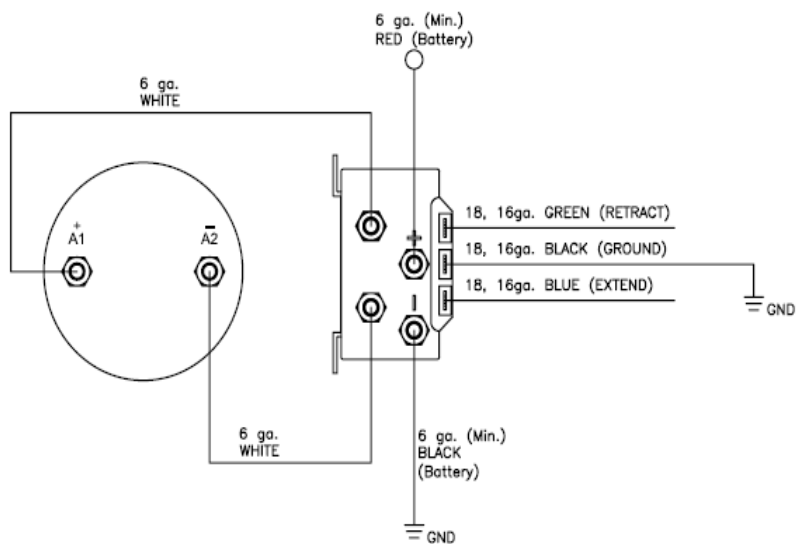 6 ga. (Min.)
RED (Battery)
6 ga.
WHITE
+
A1
−
A2
+
−
18, 16ga. GREEN (RETRACT)
18, 16ga. BLACK (GROUND)
18, 16ga. BLUE (EXTEND)
GND
6 ga.
WHITE
6 ga. (Min.)
BLACK
(Battery)
GND